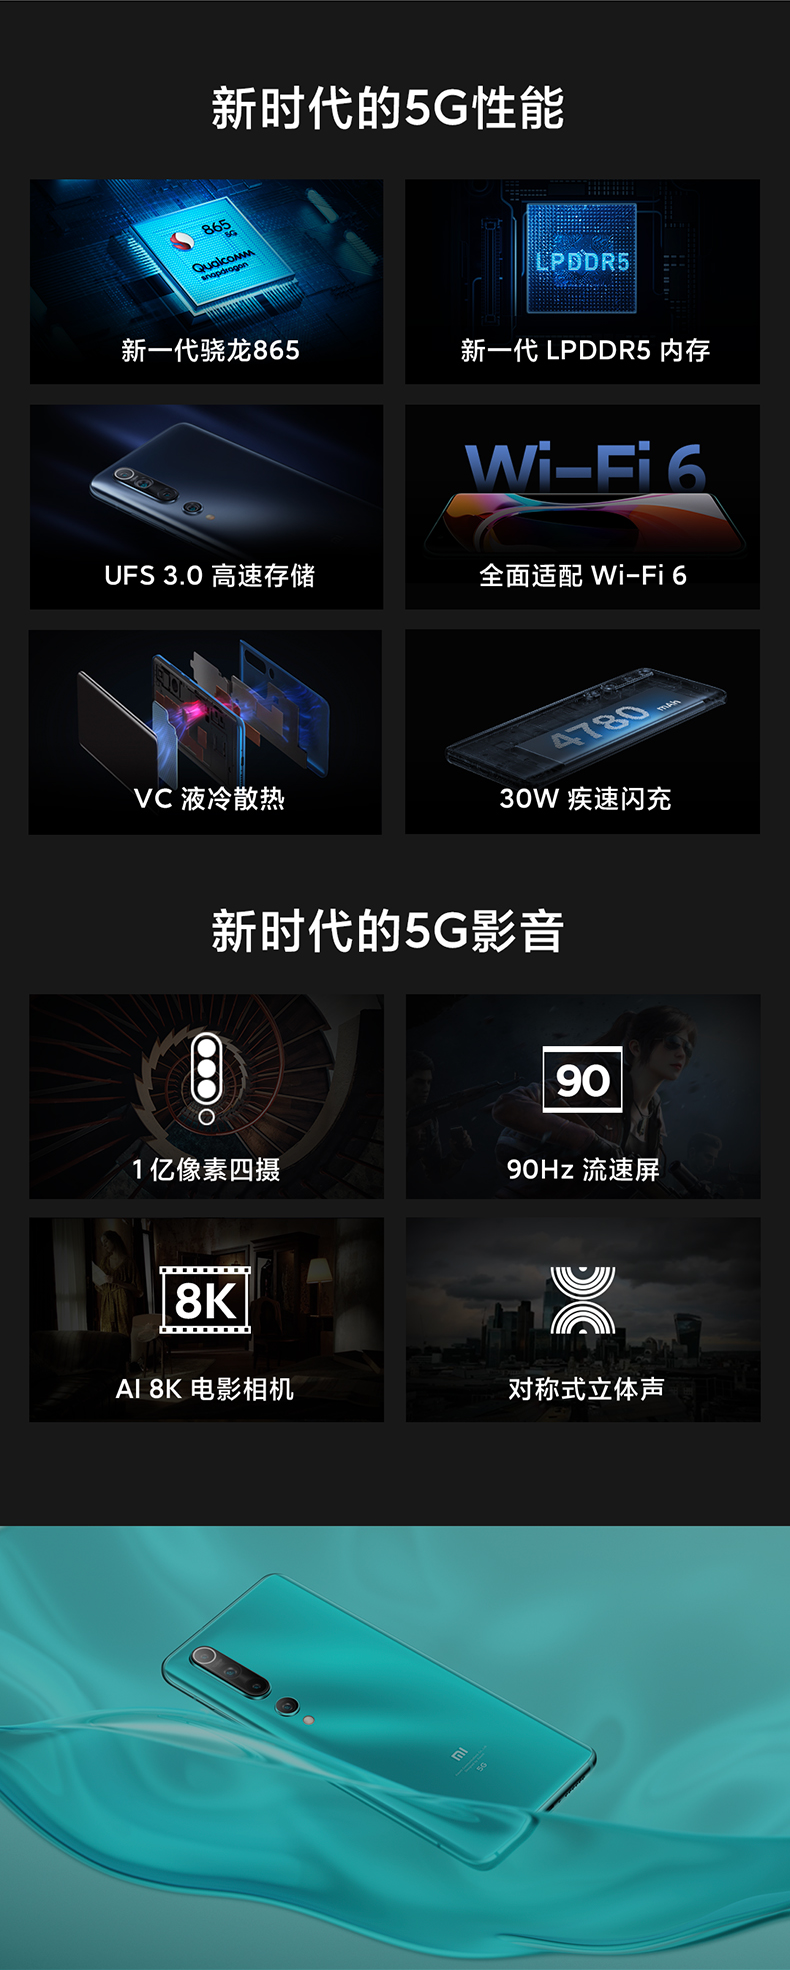 新时代的5G性能
865
5G
Qualcomm
snapdragon
LPDDR5
新一代骁龙865
新一代 LPDDR5 内存
Wi-Fi 6
UFS 3.0 高速存储
全面适配 Wi-Fi 6
4780 mAh
VC 液冷散热
30W 疾速闪充
新时代的5G影音
90
1 亿像素四摄
90Hz 流速屏
8K
AI 8K 电影相机
对称式立体声
MI
5G